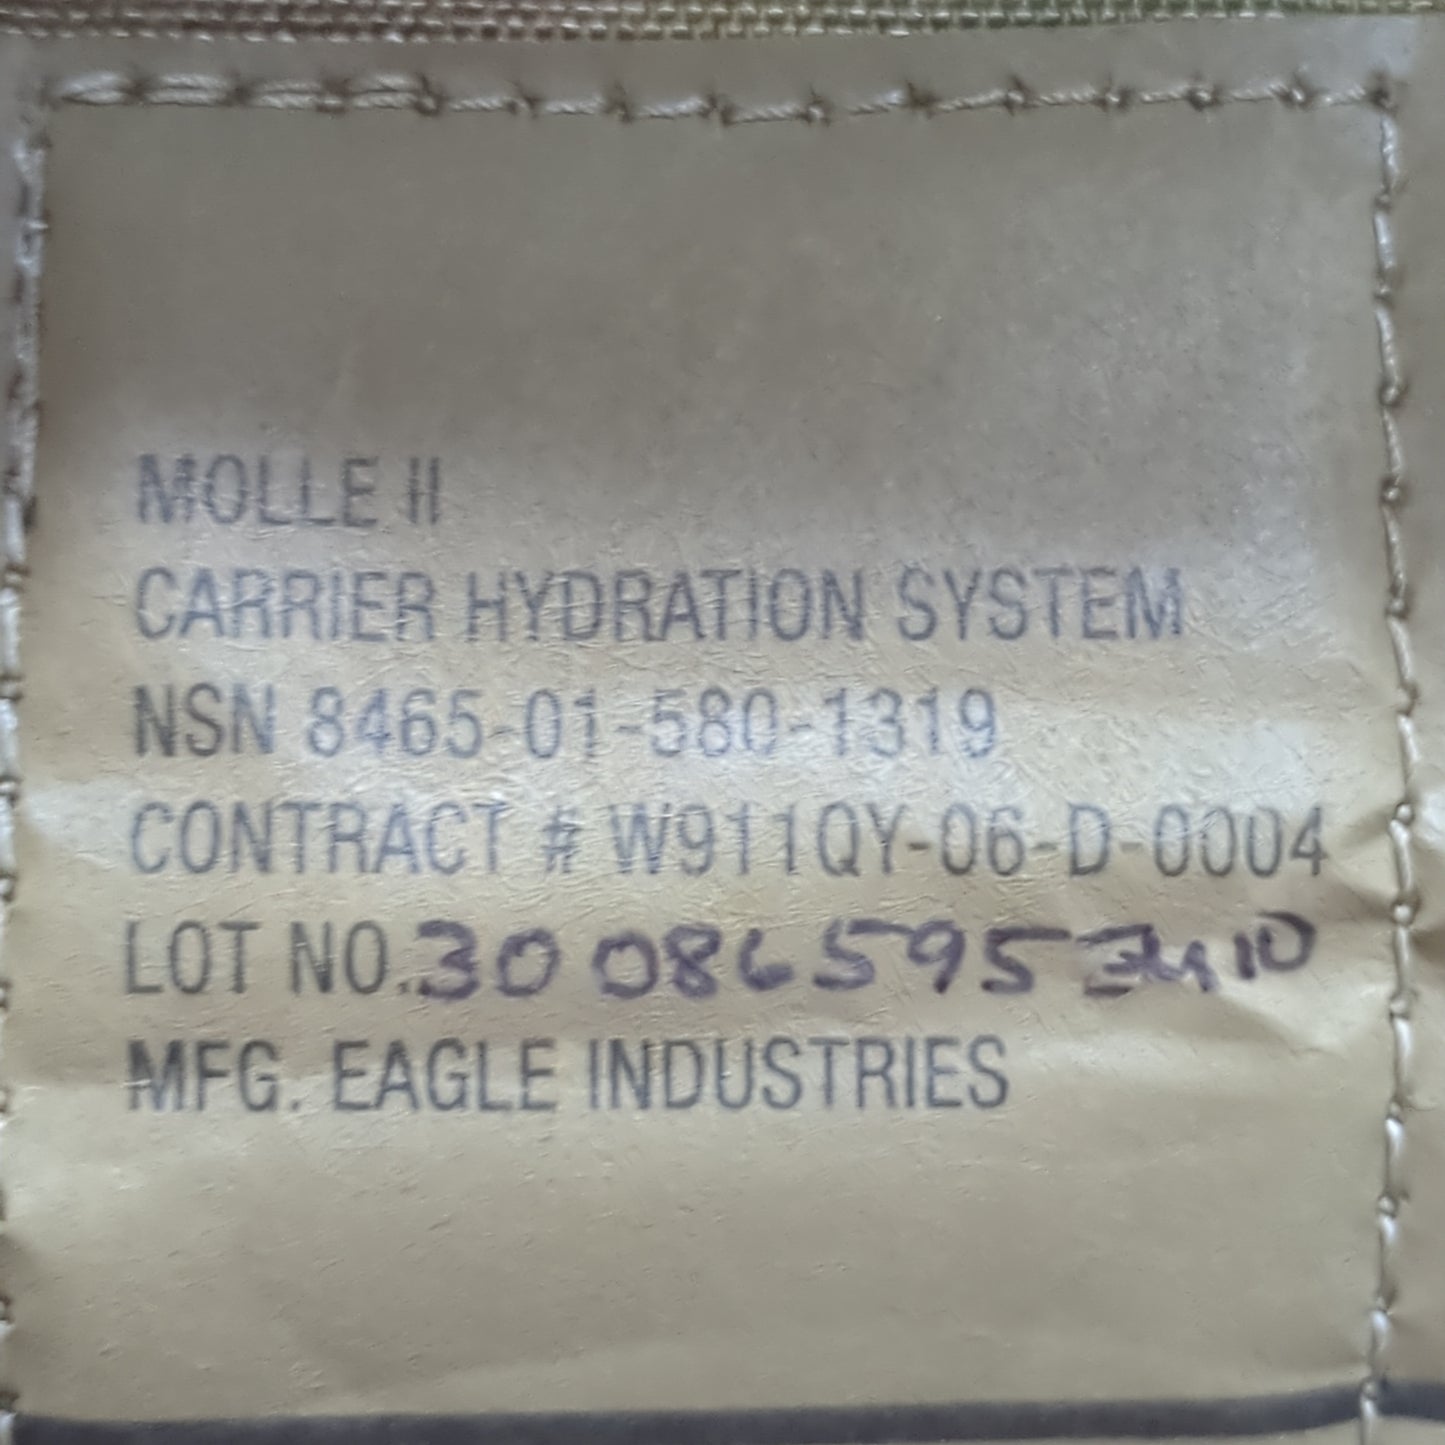 MOLLE II
CARRIER HYDRATION SYSTEM
NSN 8465-01-580-1319
CONTRACT # W911QY-06-D-0004
LOT NO. 30086595
MFG. EAGLE INDUSTRIES